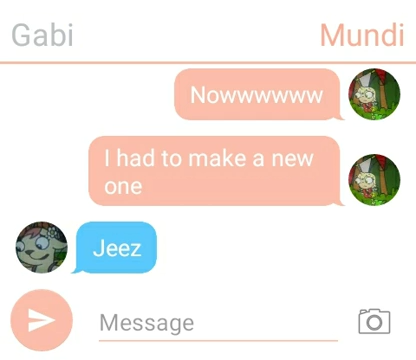 Gabi
Mundi
Nowwwwww
I had to make a new
one
Jeez
Message